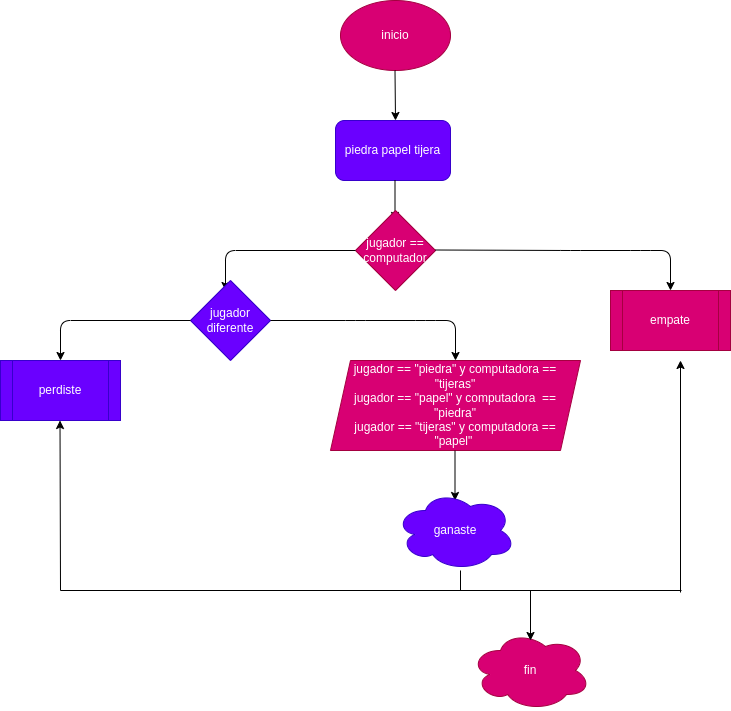 inicio
piedra papel tijera
jugador ==
computador
jugador
diferente
empate
perdiste
jugador == "piedra" y computadora ==
"tijeras"
jugador == "papel" y computadora  ==
"piedra"
jugador == "tijeras" y computadora ==
"papel"
ganaste
fin